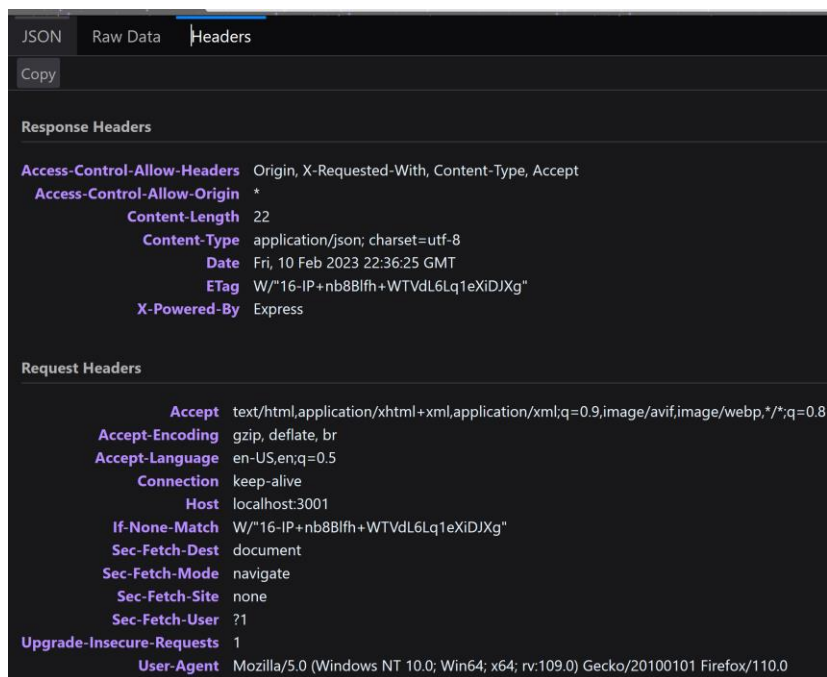 JSON Raw Data Headers
Copy
Response Headers
Access-Control-Allow-Headers Origin, X-Requested-With, Content-Type, Accept
Access-Control-Allow-Origin *
Content-Length 22
Content-Type application/json; charset=utf-8
Date Fri, 10 Feb 2023 22:36:25 GMT
ETag W/"16-IP+nb8Blfh+WTVdL6Lq1eXiDJXg"
X-Powered-By Express
Request Headers
Accept text/html,application/xhtml+xml,application/xml;q=0.9,image/avif,image/webp,*/*;q=0.8
Accept-Encoding gzip, deflate, br
Accept-Language en-US,en;q=0.5
Connection keep-alive
Host localhost:3001
If-None-Match W/"16-IP+nb8Blfh+WTVdL6Lq1eXiDJXg"
Sec-Fetch-Dest document
Sec-Fetch-Mode navigate
Sec-Fetch-Site none
Sec-Fetch-User ?1
Upgrade-Insecure-Requests 1
User-Agent Mozilla/5.0 (Windows NT 10.0; Win64; x64; rv:109.0) Gecko/20100101 Firefox/110.0